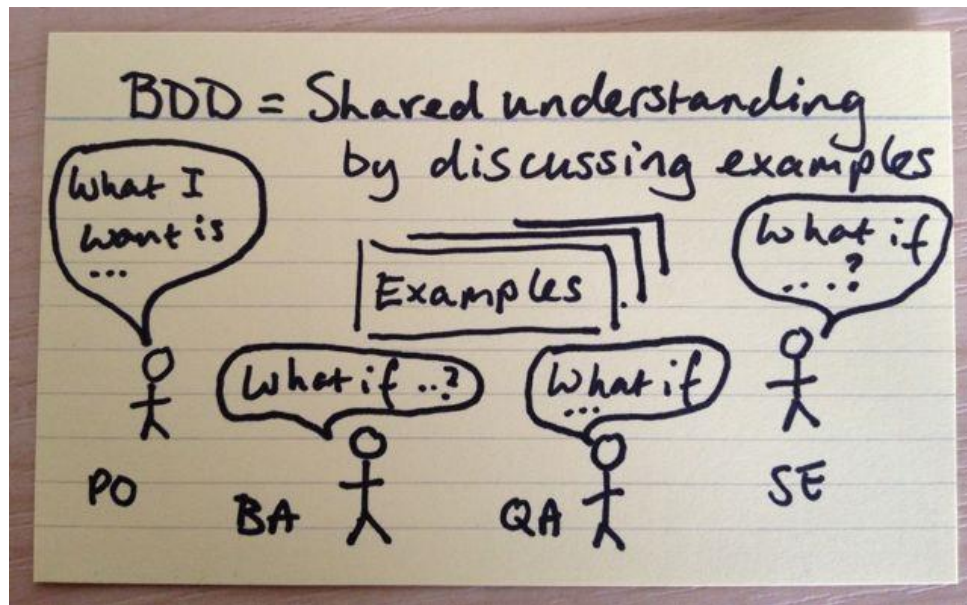 BDD = Shared understanding
by discussing examples
What I
want is
...
Examples
What if
....?
What if ..?
What if
...
PO
BA
QA
SE